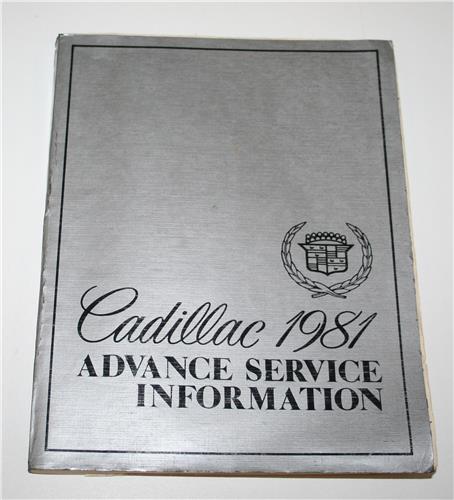 Cadillac 1981
ADVANCE SERVICE
INFORMATION